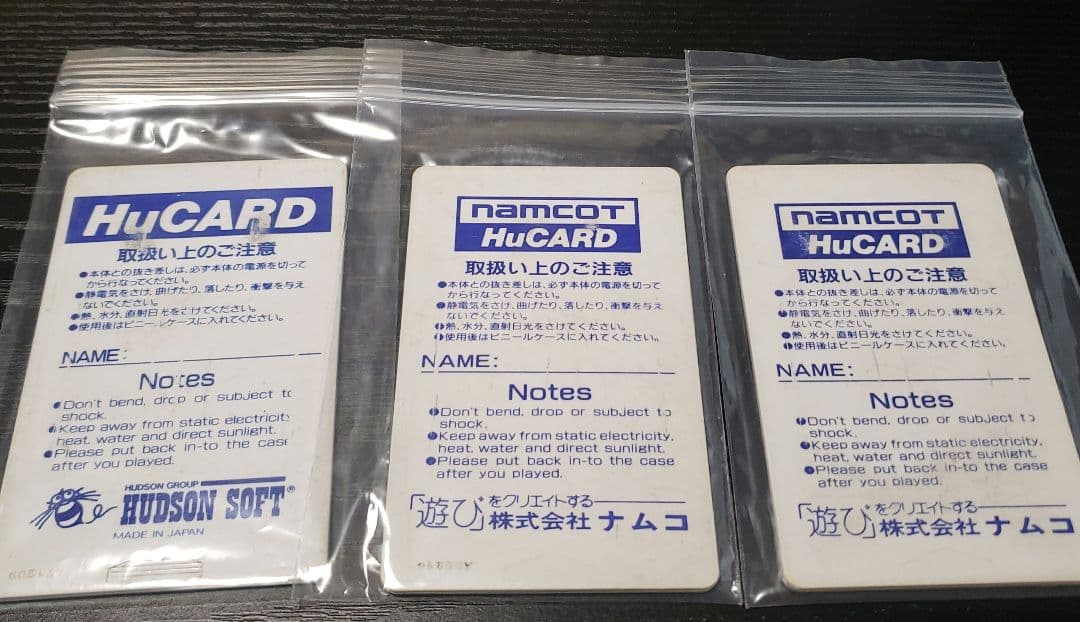 HuCARD
取扱い上のご注意
●本体との抜き差しは、必ず本体の電源を切って
から行なってください。
●静電気をさけ、曲げたり、落したり、衝撃を与え
ないでください。
●熱、水分、直射日光をさけてください。
●使用後はビニールケースに入れてください。
NAME:
Notes
●Don't bend, drop or subject to
shock.
●Keep away from static electricity,
heat, water and direct sunlight.
●Please put back in-to the case
after you played.
HUDSON GROUP
HUDSON SOFT®
MADE IN JAPAN
namcot
HuCARD
取扱い上のご注意
●本体との抜き差しは、必ず本体の電源を切って
から行なってください。
●静電気をさけ、曲げたり、落したり、衝撃を与え
ないでください。
●熱、水分、直射日光をさけてください。
●使用後はビニールケースに入れてください。
NAME:
Notes
●Don't bend, drop or subject to
shock.
●Keep away from static electricity,
heat, water and direct sunlight.
●Please put back in-to the case
after you played.
「遊び」をクリエイトする
株式会社ナムコ
namcot
HuCARD
取扱い上のご注意
●本体との抜き差しは、必ず本体の電源を切って
から行なってください。
●静電気をさけ、曲げたり、落したり、衝撃を与え
ないでください。
●熱、水分、直射日光をさけてください。
●使用後はビニールケースに入れてください。
NAME:
Notes
●Don't bend, drop or subject to
shock.
●Keep away from static electricity,
heat, water and direct sunlight.
●Please put back in-to the case
after you played.
「遊び」をクリエイトする
株式会社ナムコ